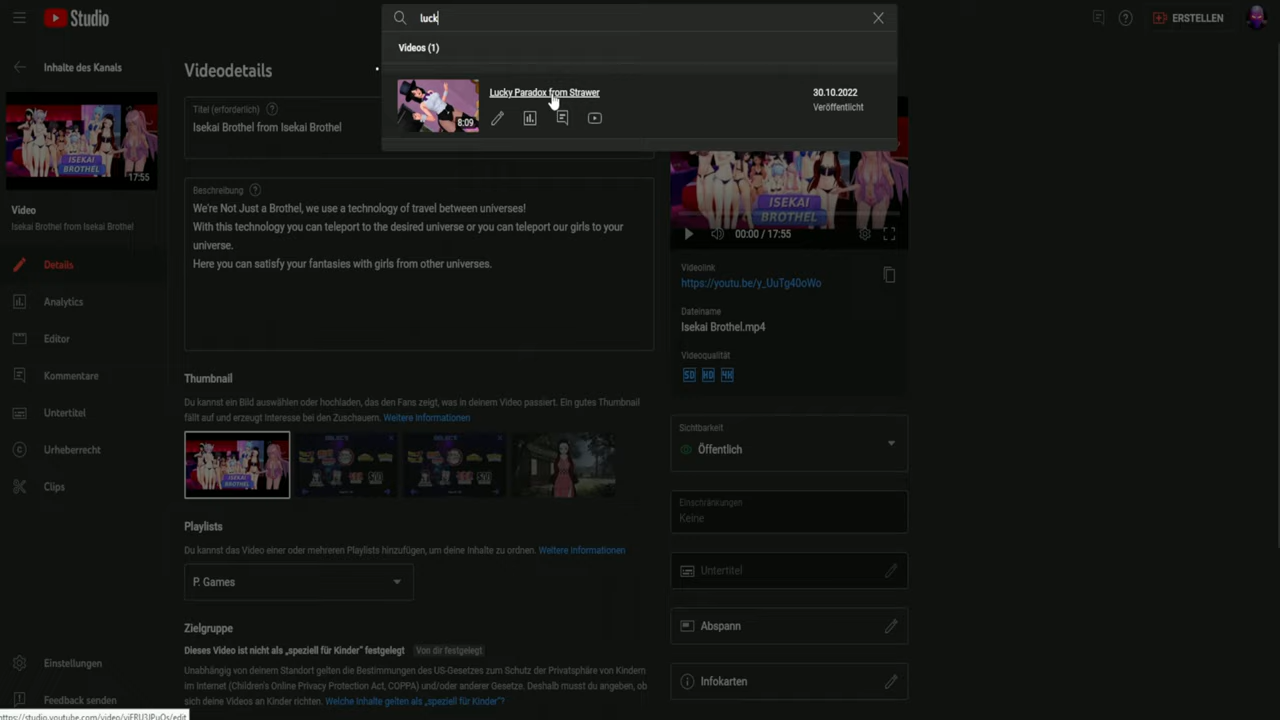 Studio
luck
ERSTELLEN
Videos (1)
Lucky Paradox from Strawer
30.10.2022
Veröffentlicht
8:09
Inhalte des Kanals
ISEKAI
BROTHEL
17:55
Video
Isekai Brothel from Isekai Brothel
Details
Analytics
Editor
Kommentare
Untertitel
Urheberrecht
Clips
Einstellungen
Feedback senden
Videodetails
Titel (erforderlich)
Isekai Brothel from Isekai Brothel
Beschreibung
We're Not Just a Brothel, we use a technology of travel between universes!
With this technology you can teleport to the desired universe or you can teleport our girls to your
universe.
Here you can satisfy your fantasies with girls from other universes.
Thumbnail
Du kannst ein Bild auswählen oder hochladen, das den Fans zeigt, was in deinem Video passiert. Ein gutes Thumbnail
fällt auf und erzeugt Interesse bei den Zuschauern. Weitere Informationen
Playlists
Du kannst das Video einer oder mehreren Playlists hinzufügen, um deine Inhalte zu ordnen. Weitere Informationen
P. Games
Zielgruppe
Dieses Video ist nicht als „speziell für Kinder" festgelegt Von dir festgelegt
Unabhängig von deinem Standort gelten die Bestimmungen des US-Gesetzes zum Schutz der Privatsphäre von Kindern
im Internet (Children's Online Privacy Protection Act, COPPA) und/oder anderer Gesetze. Deshalb musst du angeben, ob
sich deine Videos an Kinder richten. Welche Inhalte gelten als „speziell für Kinder"?
ISEKAI
BROTHEL
00:00 / 17:55
Videolink
https://youtu.be/y_UuTg40oWo
Dateiname
Isekai Brothel.mp4
Videoqualität
SD HD 4K
Sichtbarkeit
Öffentlich
Einschränkungen
Keine
Untertitel
Abspann
Infokarten